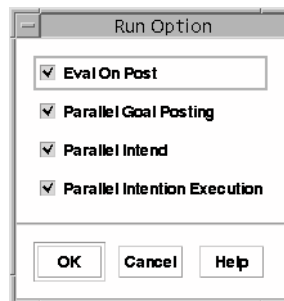 Run Option
Eval On Post
Parallel Goal Posting
Parallel Intend
Parallel Intention Execution
OK Cancel Help